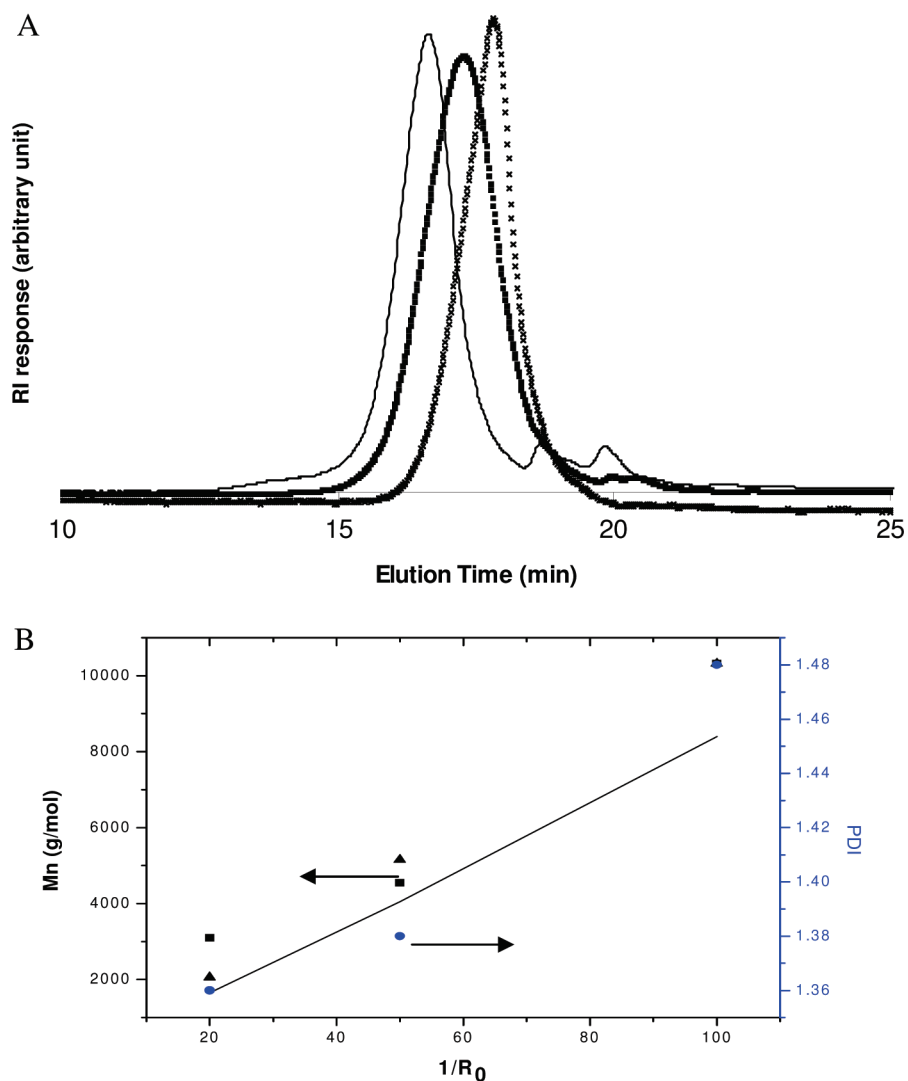 A
RI response (arbitrary unit)
10 15 20 25
Elution Time (min)
B
Mn (g/mol)
10000
8000
6000
4000
2000
1.48
1.46
1.44
1.42
1.40
1.38
1.36
PDI
20 40 60 80 100
1/R0